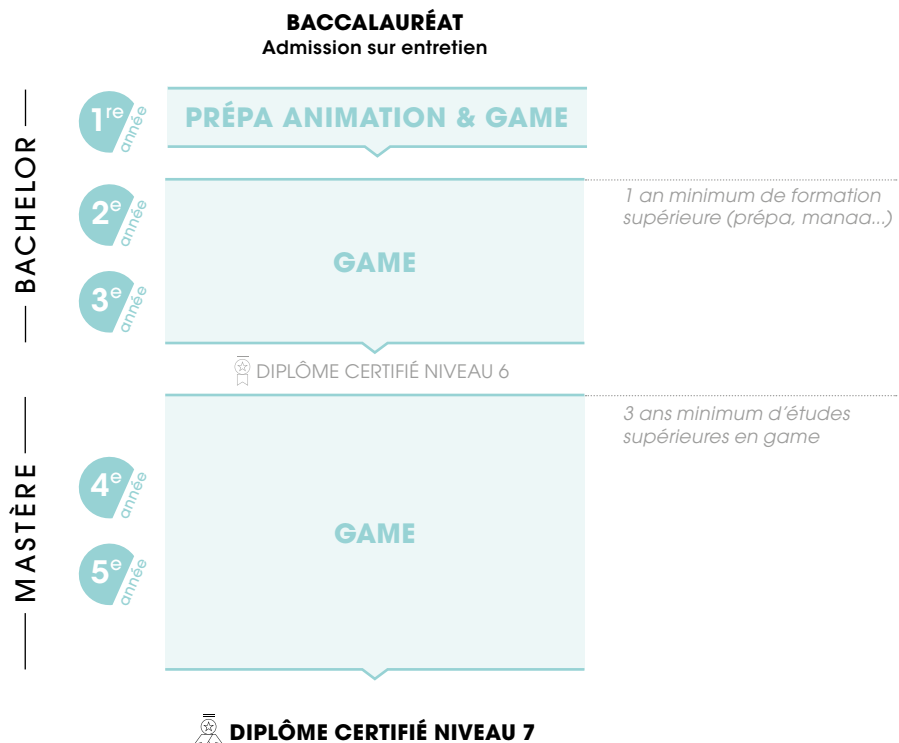 BACCALAURÉAT
Admission sur entretien
BACHELOR
1re année
PRÉPA ANIMATION & GAME
2e année
1 an minimum de formation
supérieure (prépa, manaa...)
GAME
3e année
DIPLÔME CERTIFIÉ NIVEAU 6
MASTÈRE
3 ans minimum d’études
supérieures en game
4e année
GAME
5e année
DIPLÔME CERTIFIÉ NIVEAU 7